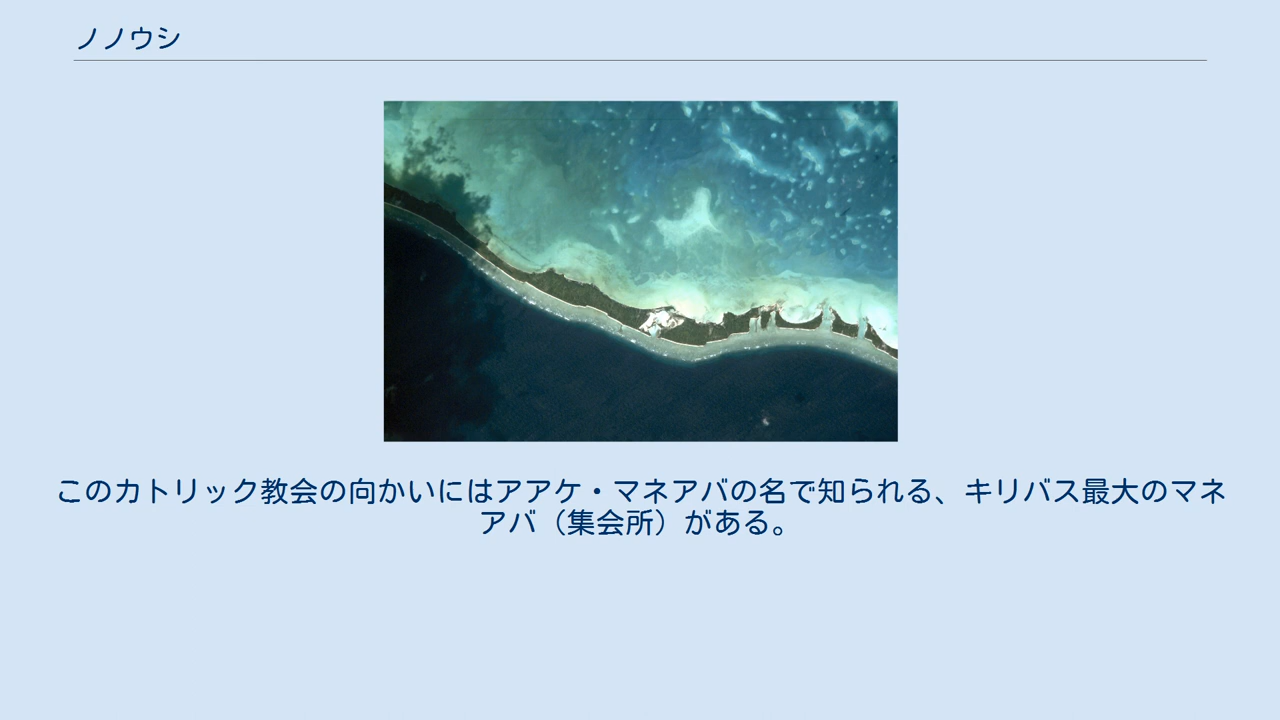 ノノウシ
このカトリック教会の向かいにはアアケ・マネアバの名で知られる、キリバス最大のマネ
アバ（集会所）がある。